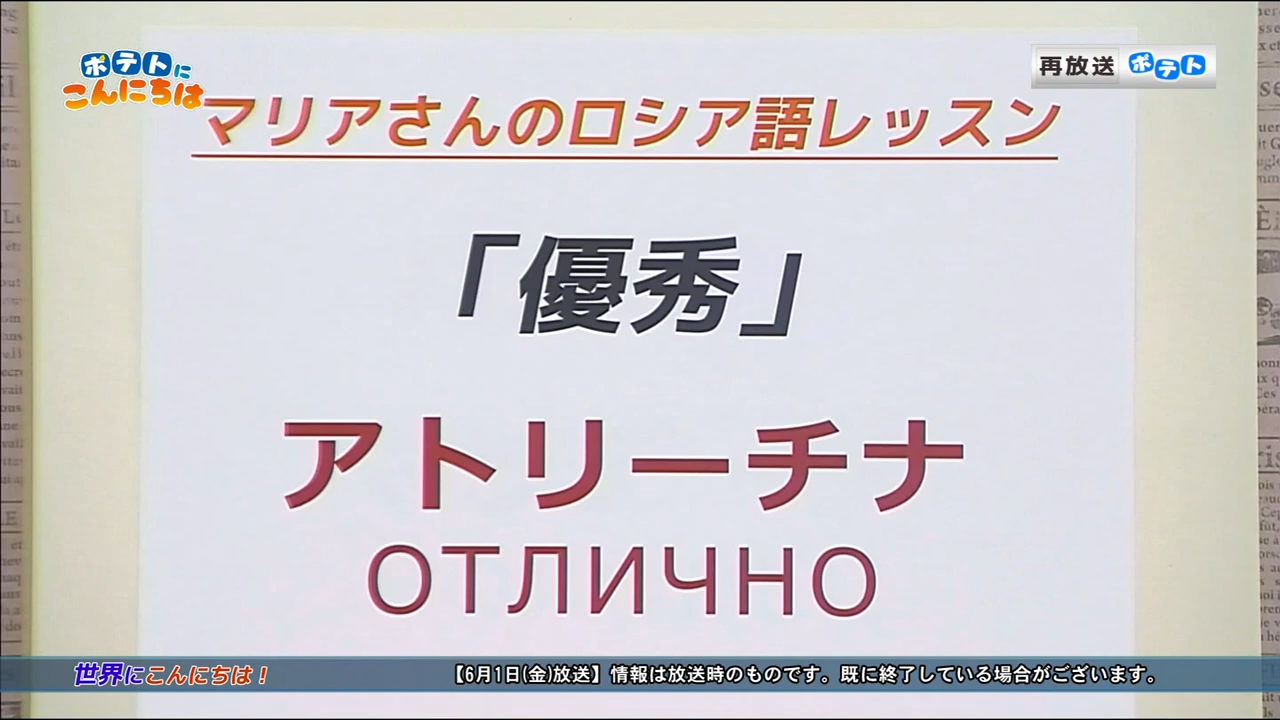 ポテトに
こんにちは
再放送 ポテト
マリアさんのロシア語レッスン
「優秀」
アトリーチナ
ОТЛИЧНО
世界にこんにちは！
【6月1日(金)放送】情報は放送時のものです。既に終了している場合がございます。